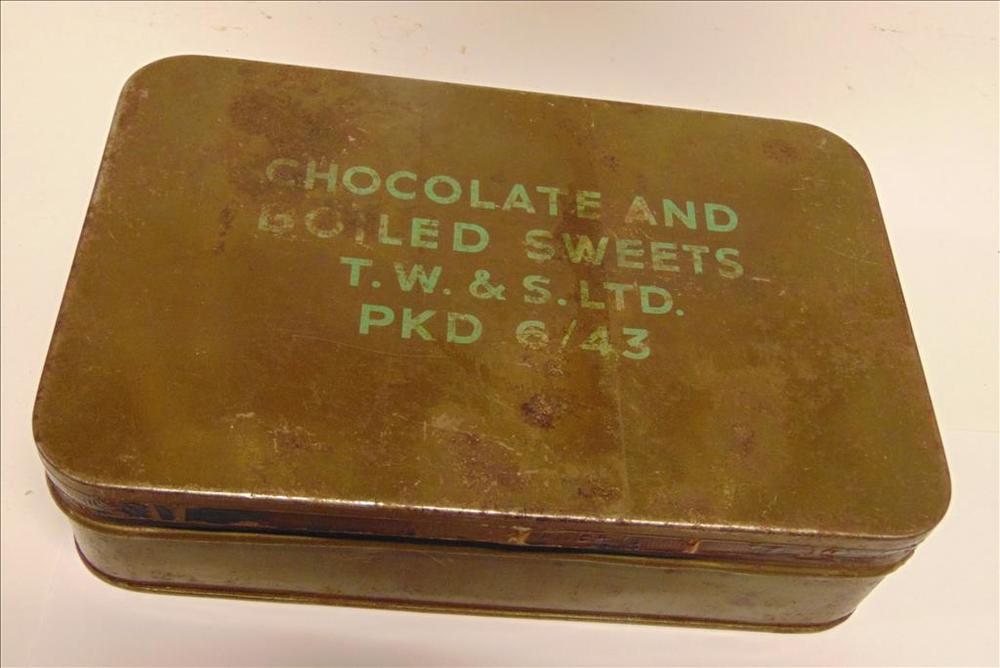 CHOCOLATE AND
BOILED SWEETS
T. W. & S. LTD.
PKD 6/43